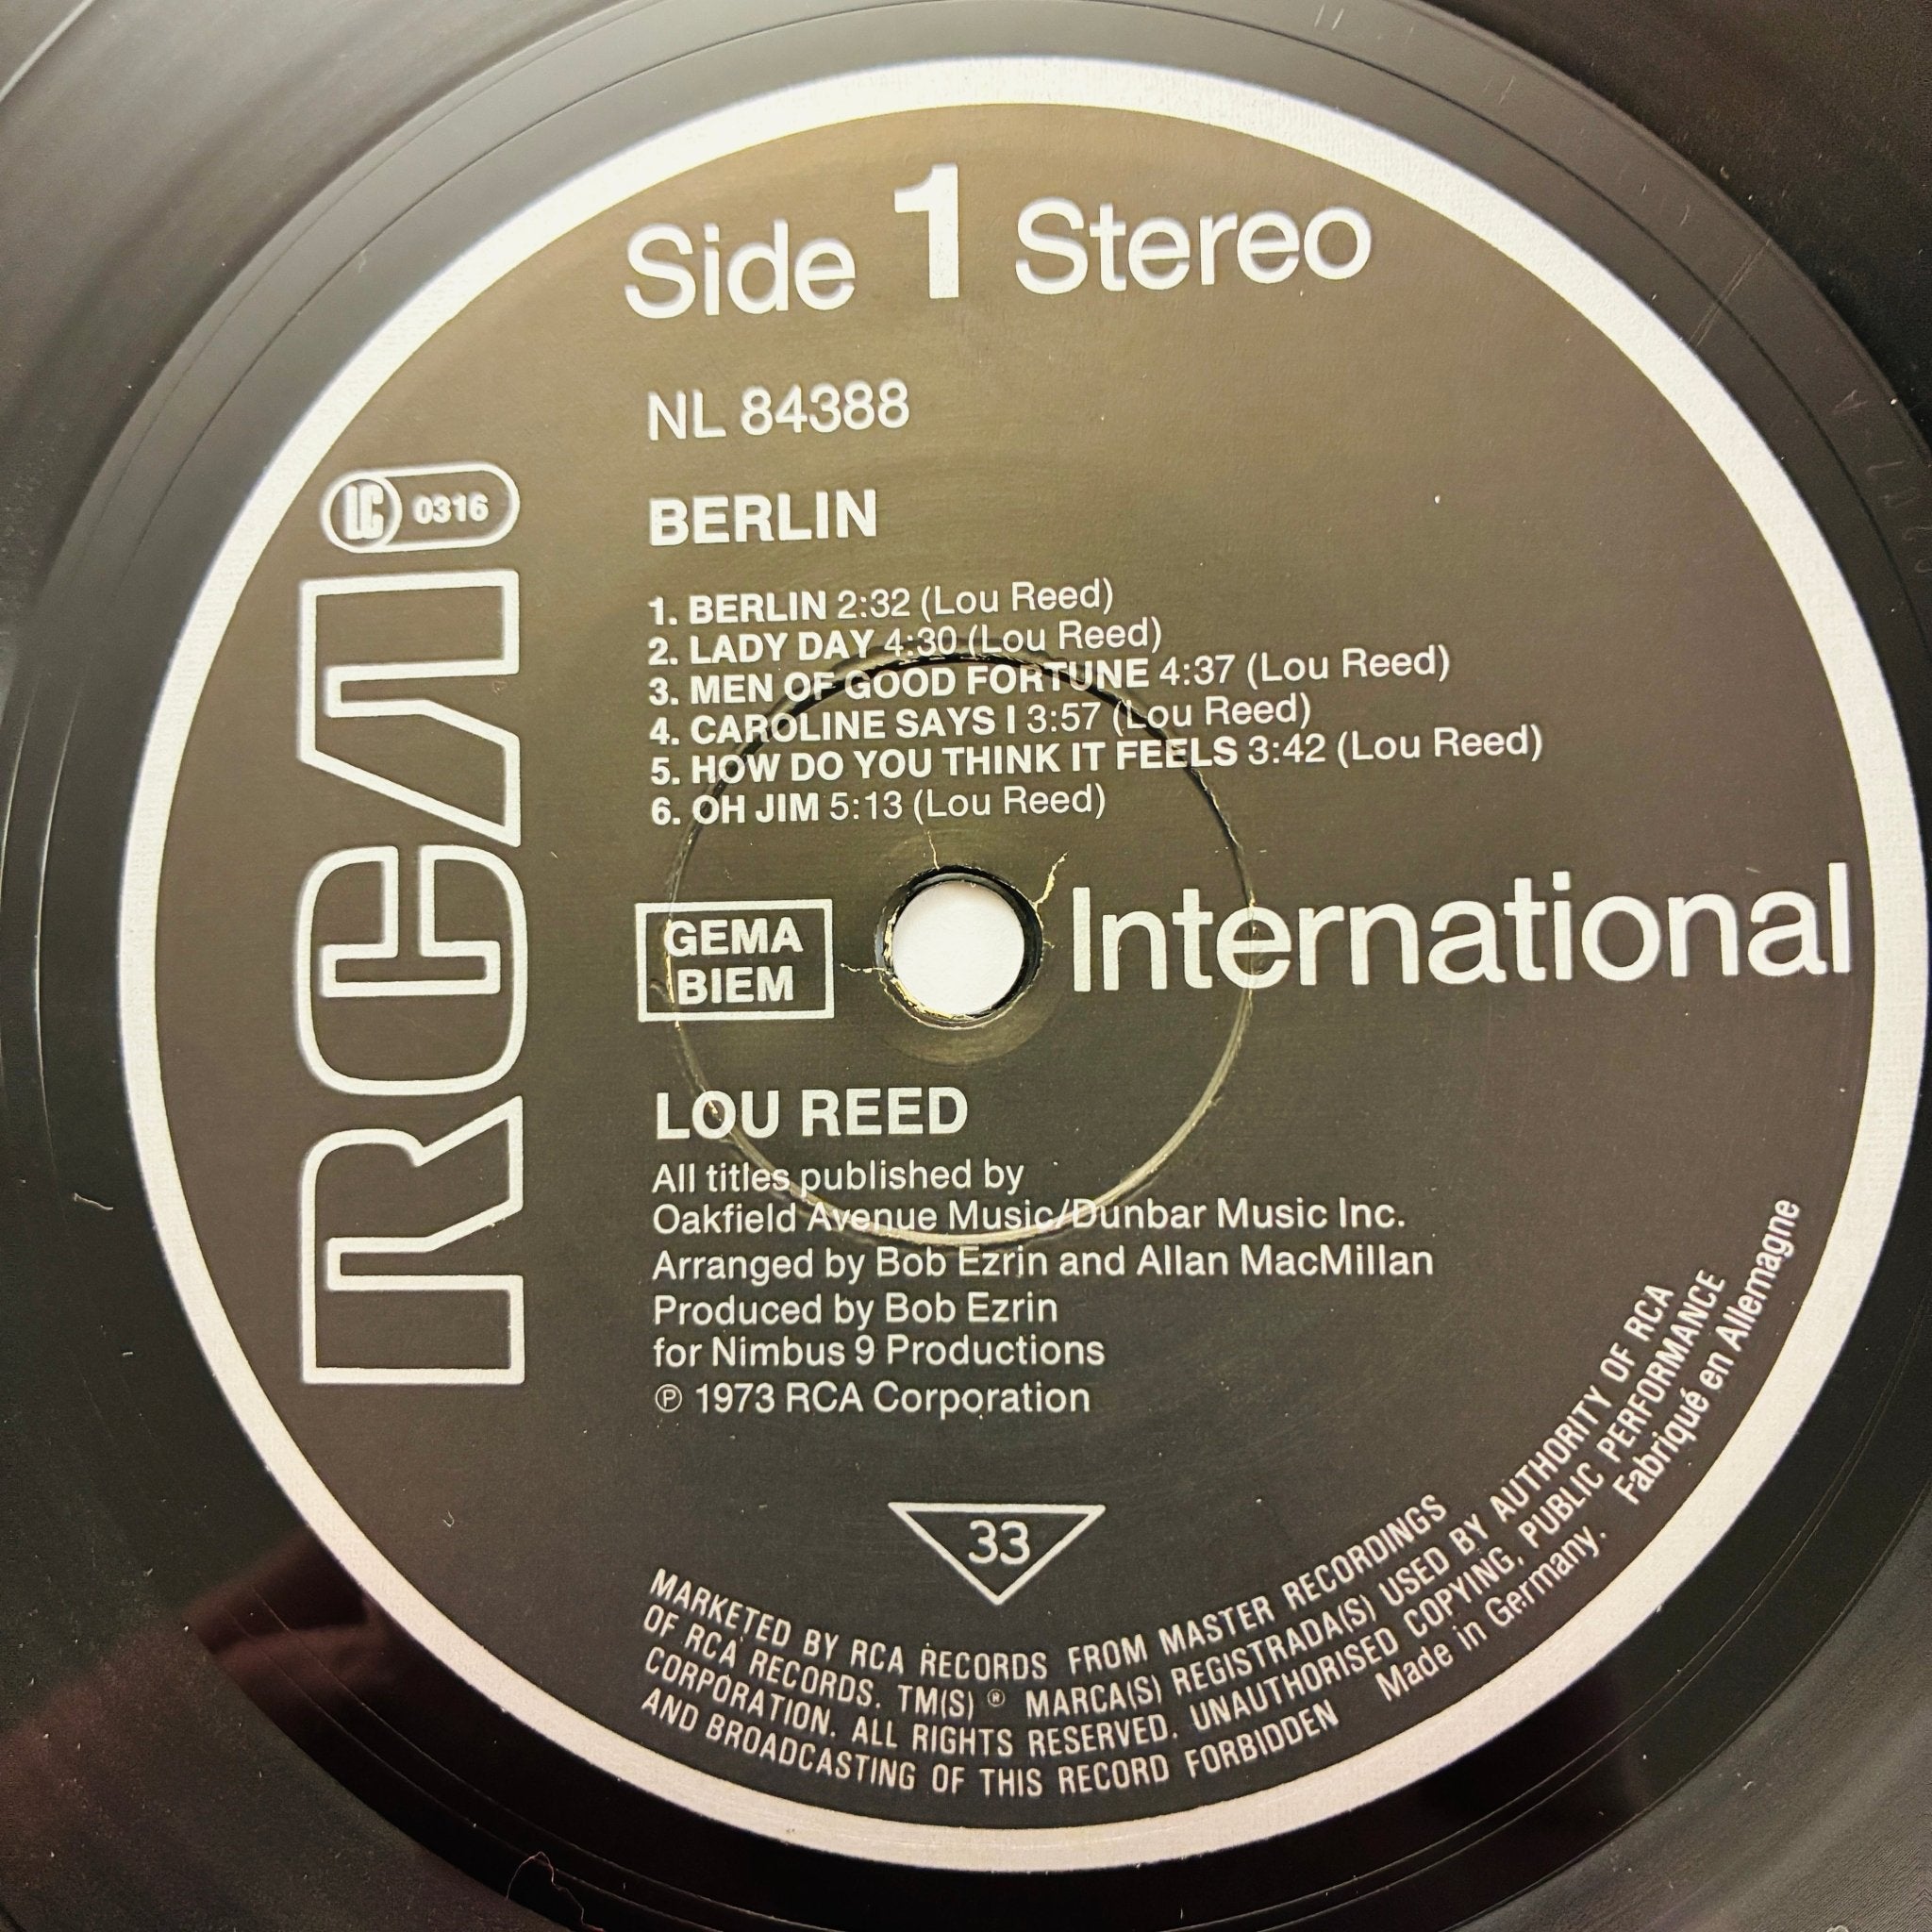 Side 1 Stereo
NL 84388
LC 0316
BERLIN
1. BERLIN 2:32 (Lou Reed)
2. LADY DAY 4:30 (Lou Reed)
3. MEN OF GOOD FORTUNE 4:37 (Lou Reed)
4. CAROLINE SAYS I 3:57 (Lou Reed)
5. HOW DO YOU THINK IT FEELS 3:42 (Lou Reed)
6. OH JIM 5:13 (Lou Reed)
RCA
GEMA
BIEM
International
LOU REED
All titles published by
Oakfield Avenue Music/Dunbar Music Inc.
Arranged by Bob Ezrin and Allan MacMillan
Produced by Bob Ezrin
for Nimbus 9 Productions
℗ 1973 RCA Corporation
33
MARKETED BY RCA RECORDS FROM MASTER RECORDINGS
OF RCA RECORDS. TM(S) ® MARCA(S) REGISTRADA(S) USED BY AUTHORITY OF RCA
CORPORATION. ALL RIGHTS RESERVED. UNAUTHORISED COPYING, PUBLIC PERFORMANCE
AND BROADCASTING OF THIS RECORD FORBIDDEN Made in Germany. Fabriqué en Allemagne